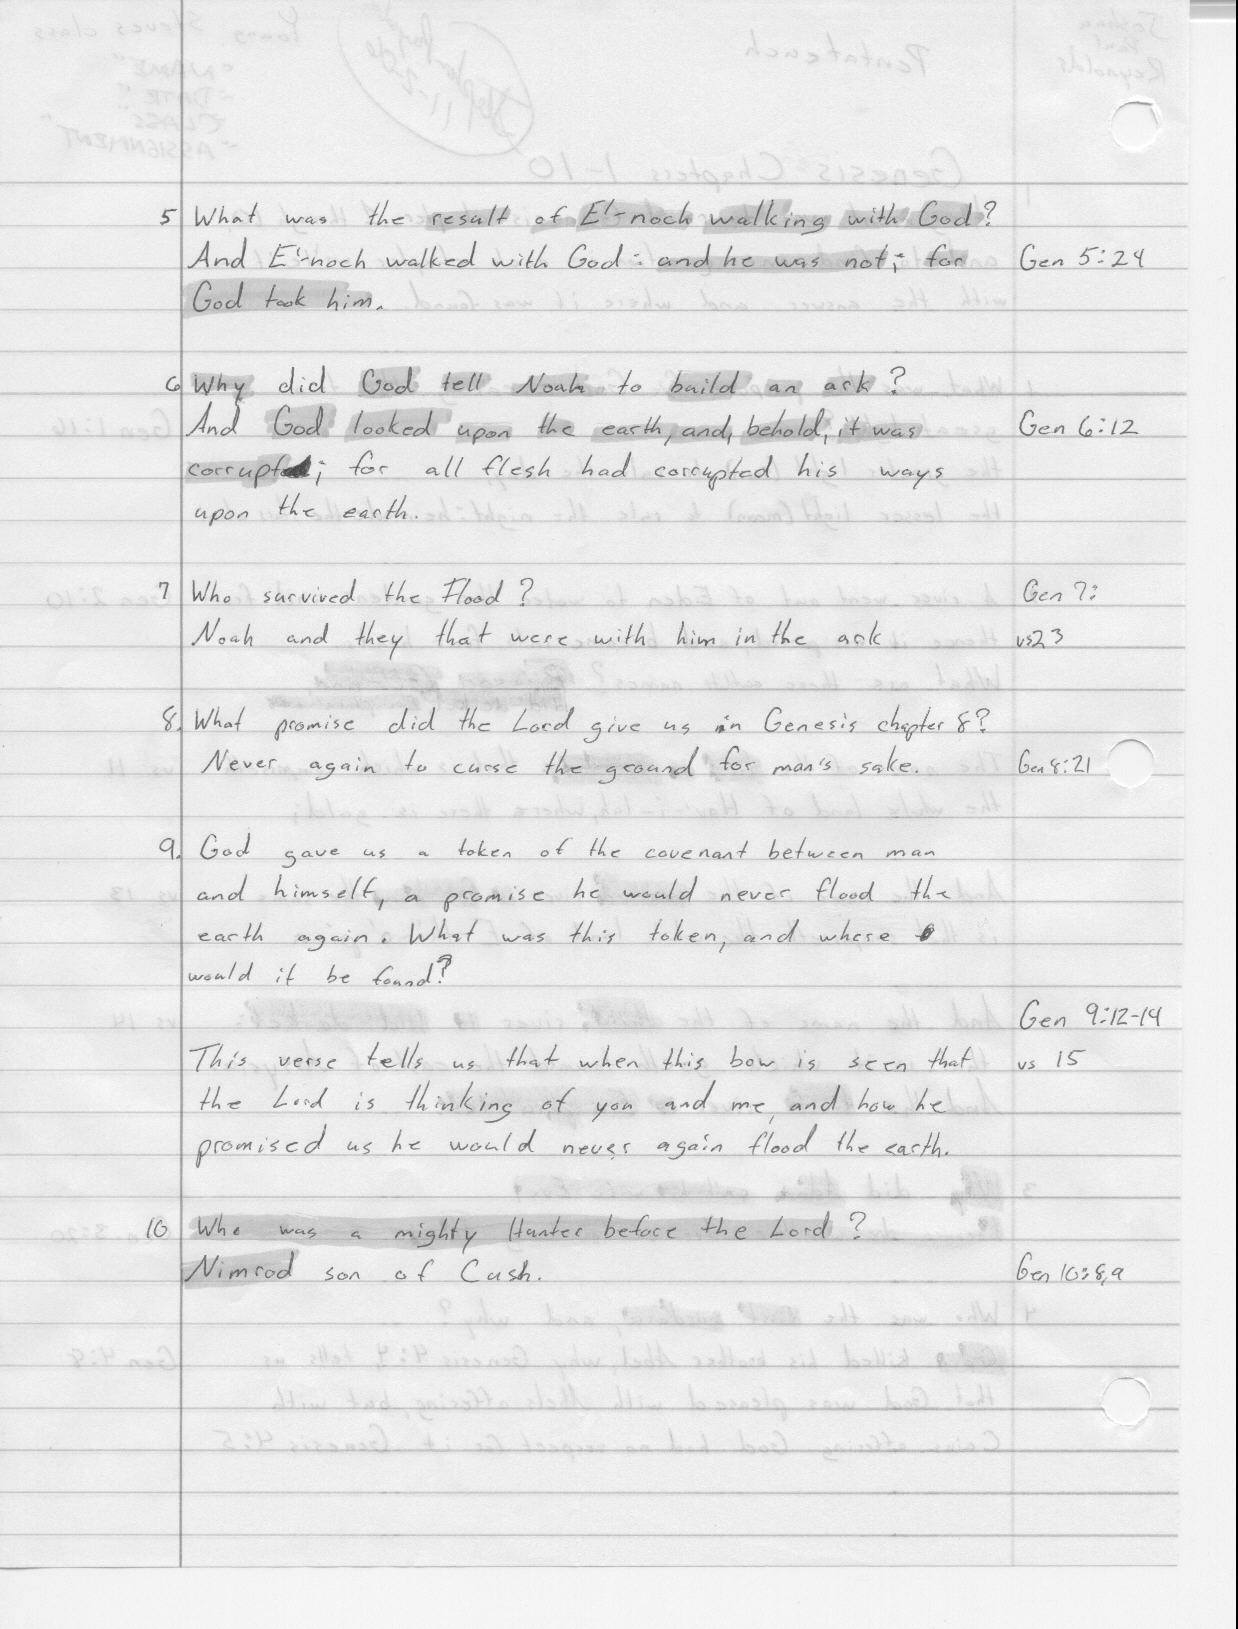 5 What was the result of E'-noch walking with God?
And E'-noch walked with God: and he was not; for Gen 5:24
God took him.
6 Why did God tell Noah to build an ark?
And God looked upon the earth, and, behold, it was Gen 6:12
corrupt; for all flesh had corrupted his ways
upon the earth.
7 Who survived the Flood? Gen 7:
Noah and they that were with him in the ark vs23
8. What promise did the Lord give us in Genesis chapter 8?
Never again to curse the ground for man's sake. Gen 8:21
9. God gave us a token of the covenant between man
and himself, a promise he would never flood the
earth again. What was this token, and where
would it be found?
Gen 9:12-14
This verse tells us that when this bow is seen that vs 15
the Lord is thinking of you and me, and how he
promised us he would never again flood the earth.
10 Who was a mighty Hunter before the Lord?
Nimrod son of Cush. Gen 10:8,9